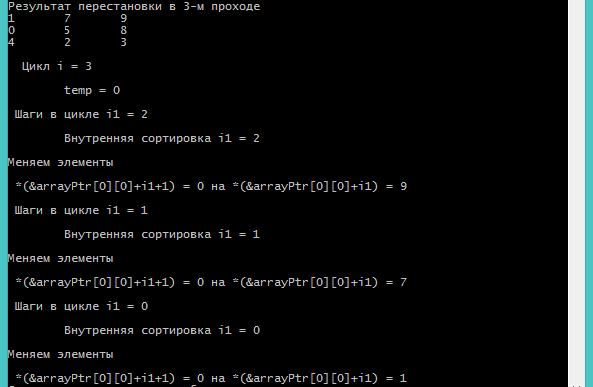 Результат перестановки в 3-м проходе
1 7 9
0 5 8
4 2 3
Цикл i = 3
temp = 0
Шаги в цикле i1 = 2
Внутренняя сортировка i1 = 2
Меняем элементы
*(&arrayPtr[0][0]+i1+1) = 0 на *(&arrayPtr[0][0]+i1) = 9
Шаги в цикле i1 = 1
Внутренняя сортировка i1 = 1
Меняем элементы
*(&arrayPtr[0][0]+i1+1) = 0 на *(&arrayPtr[0][0]+i1) = 7
Шаги в цикле i1 = 0
Внутренняя сортировка i1 = 0
Меняем элементы
*(&arrayPtr[0][0]+i1+1) = 0 на *(&arrayPtr[0][0]+i1) = 1